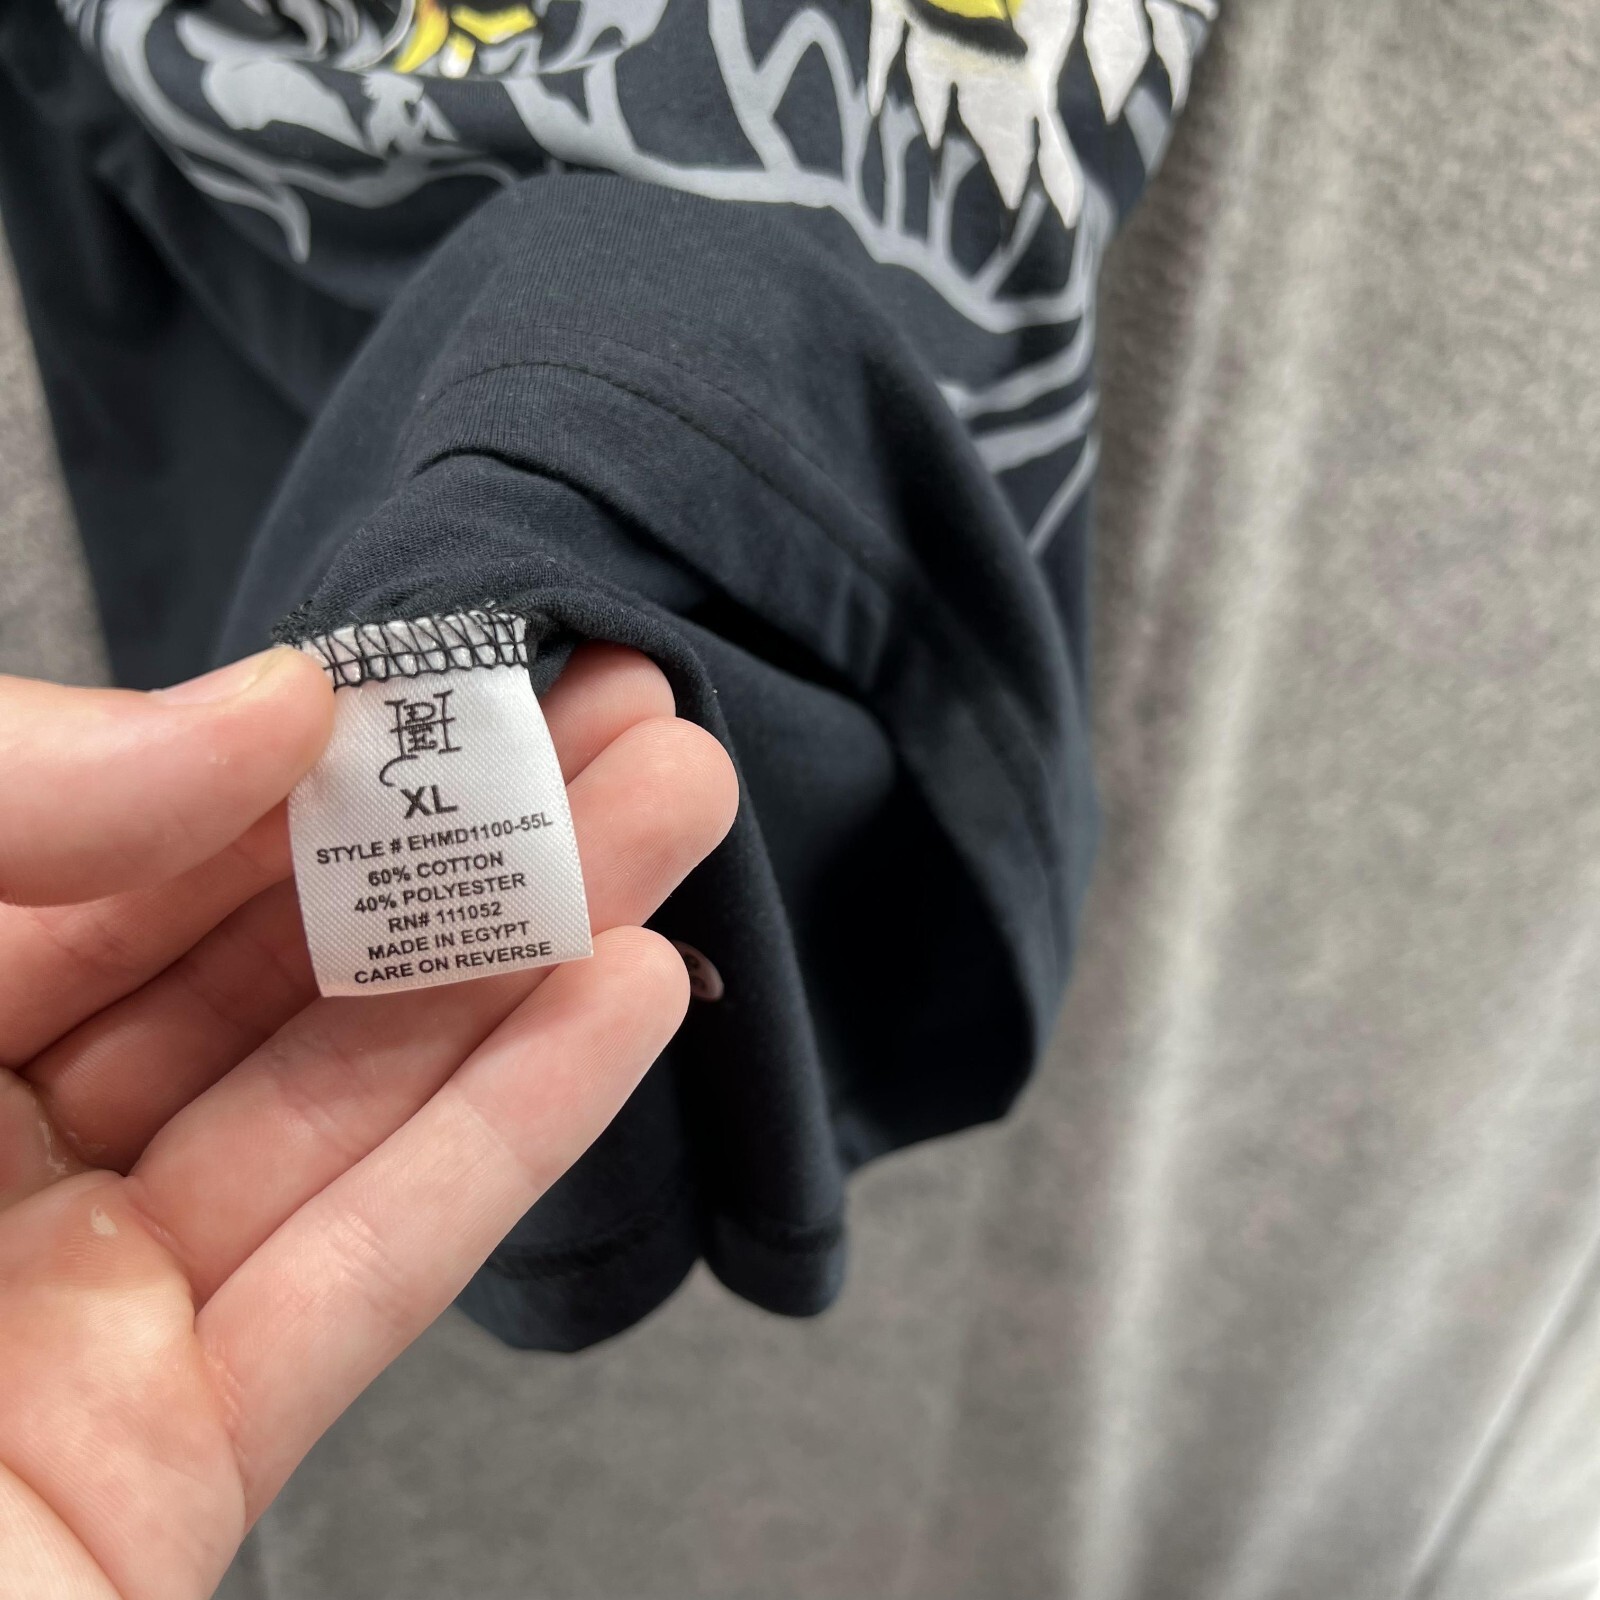 XL
STYLE # EHMD1100-55L
60% COTTON
40% POLYESTER
RN# 111052
MADE IN EGYPT
CARE ON REVERSE